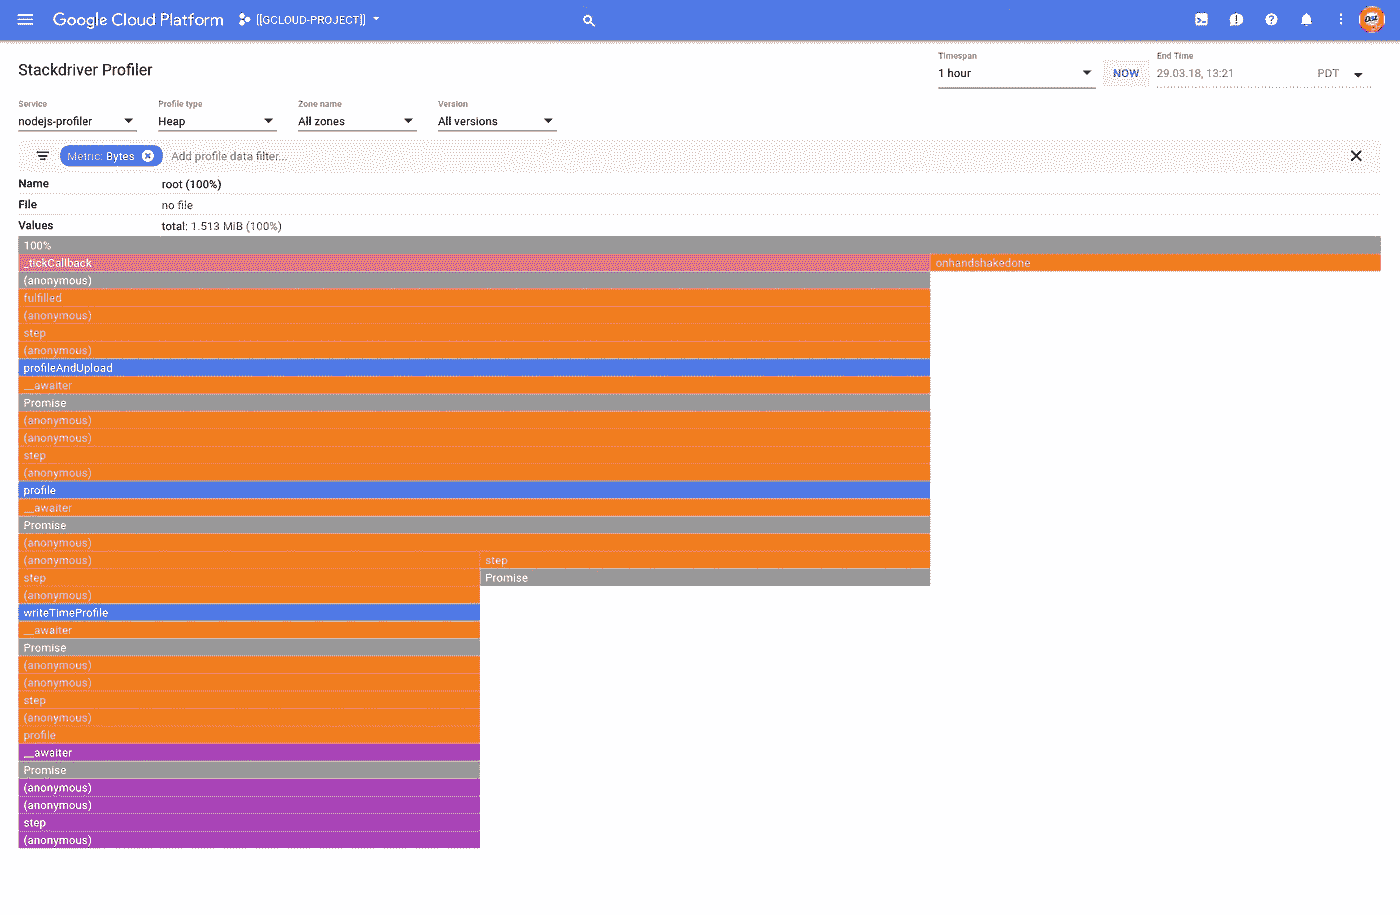 Google Cloud Platform [[GCLOUD-PROJECT]]
Stackdriver Profiler
Timespan
1 hour
NOW
End Time
29.03.18, 13:21 PDT
Service
nodejs-profiler
Profile type
Heap
Zone name
All zones
Version
All versions
Metric: Bytes
Add profile data filter...
Name root (100%)
File no file
Values total: 1.513 MiB (100%)
100%
_tickCallback onhandshakedone
(anonymous)
fulfilled
(anonymous)
step
(anonymous)
profileAndUpload
__awaiter
Promise
(anonymous)
(anonymous)
step
(anonymous)
profile
__awaiter
Promise
(anonymous)
(anonymous) step
step Promise
(anonymous)
writeTimeProfile
__awaiter
Promise
(anonymous)
(anonymous)
step
(anonymous)
profile
__awaiter
Promise
(anonymous)
(anonymous)
step
(anonymous)